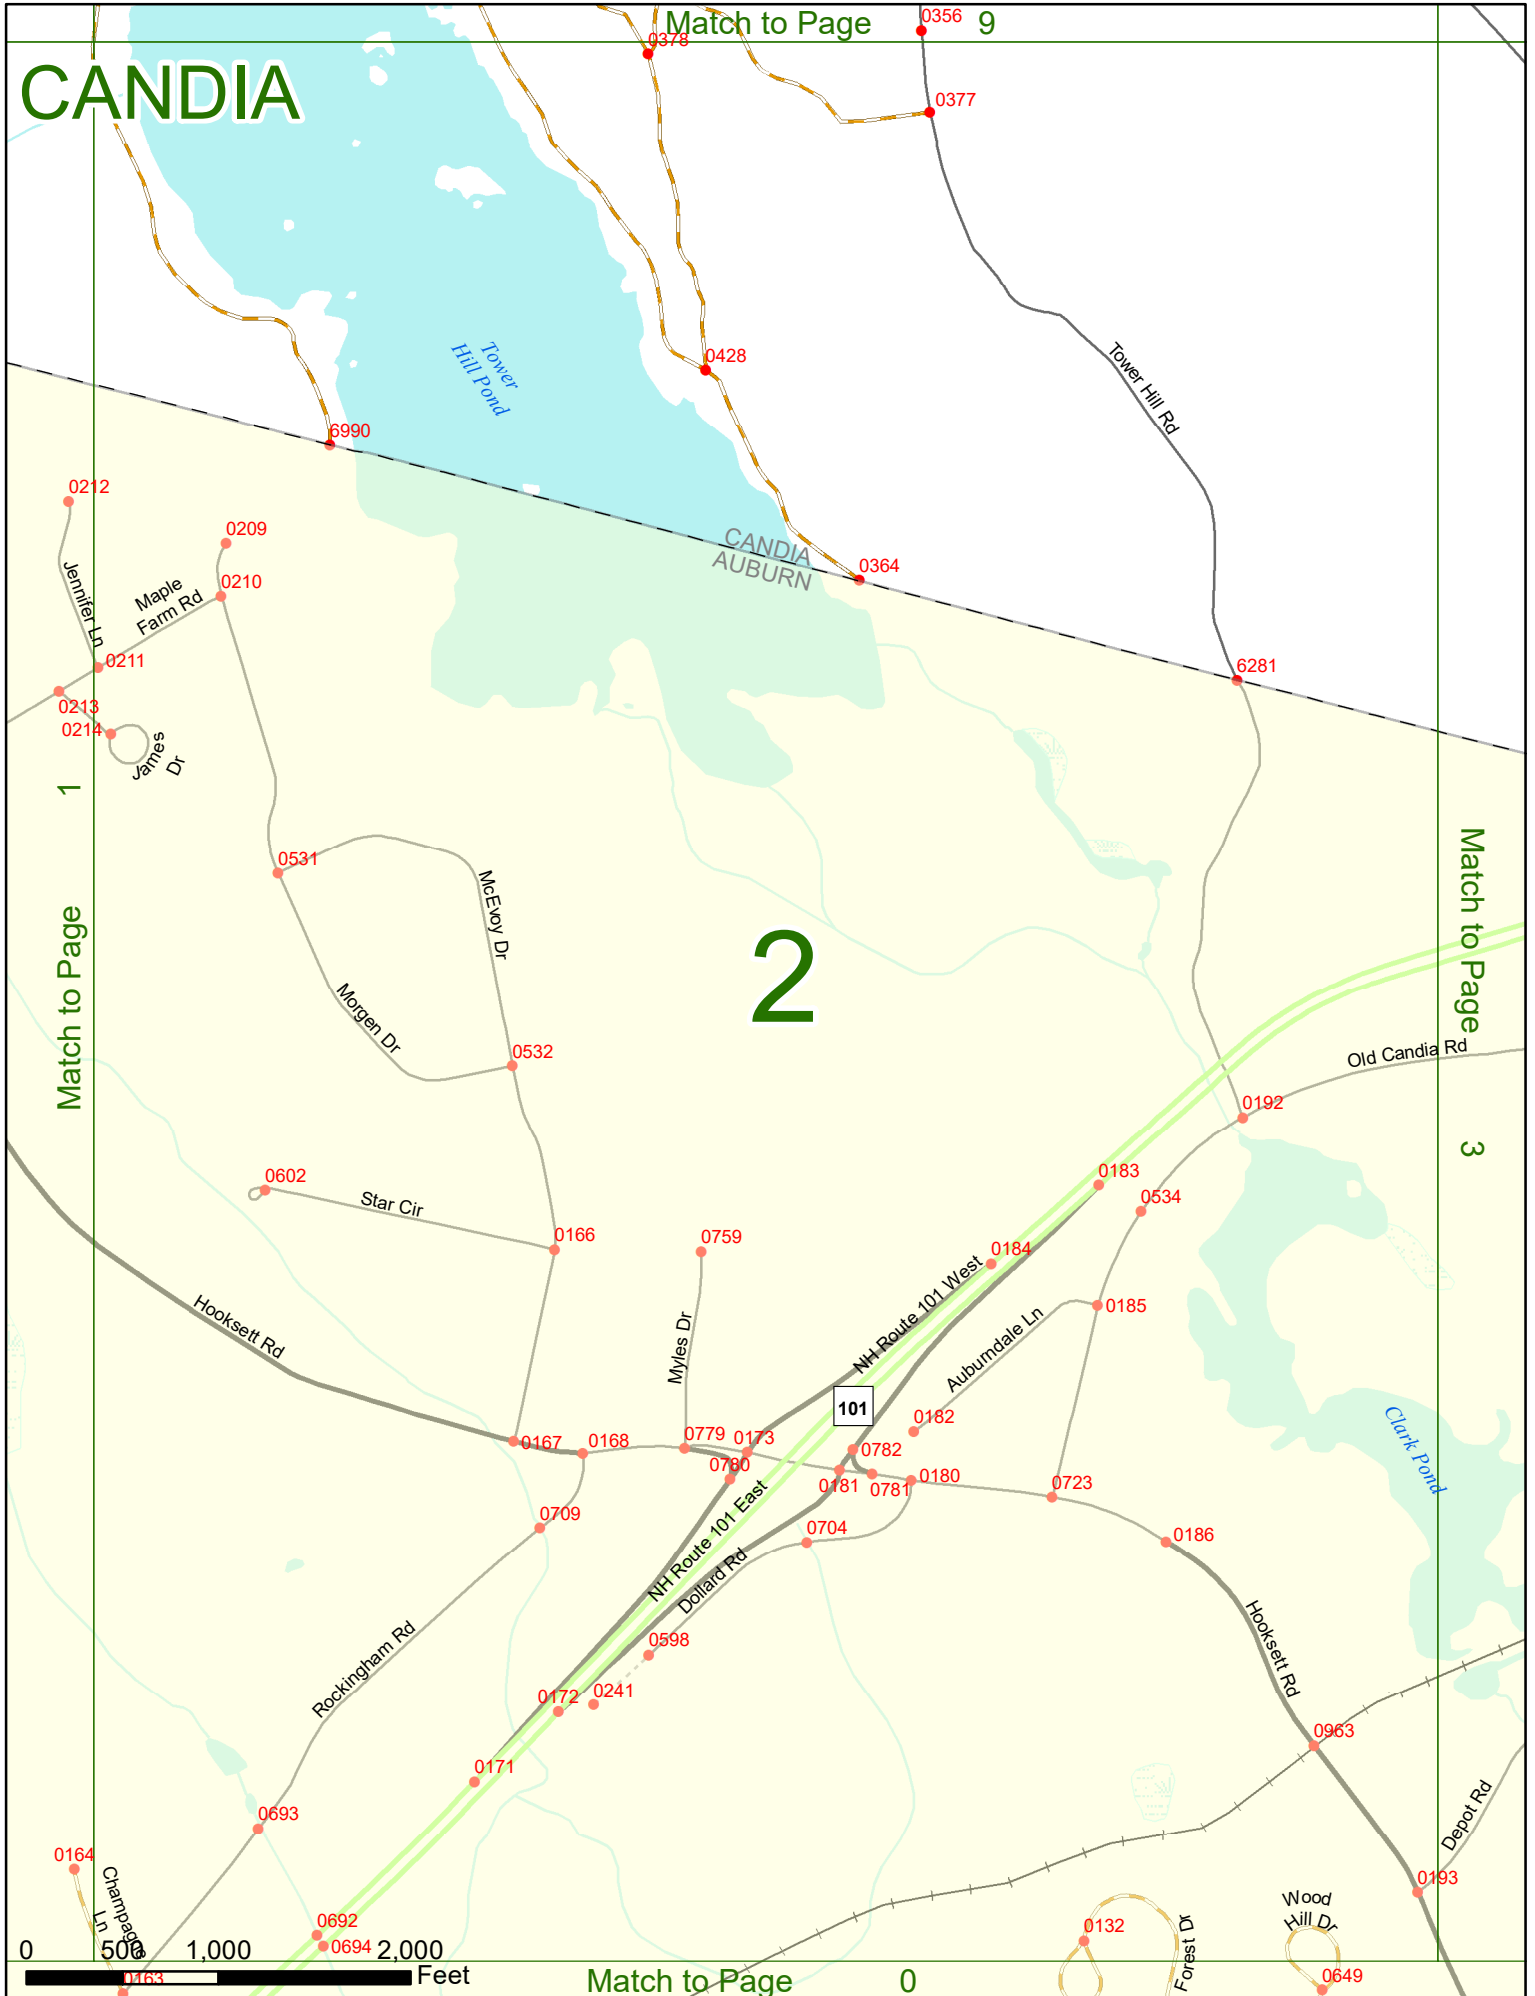 Match to Page 9
0356
0378
CANDIA
0377
Tower
Hill Pond
Tower Hill Rd
0428
6990
0212
0209
CANDIA
AUBURN
0364
Jennifer Ln
Maple
Farm Rd
0210
0211
6281
0213
0214
James
Dr
Match to Page 1
0531
McEvoy Dr
Match to Page 3
2
Morgen Dr
0532
Old Candia Rd
0192
0602
Star Cir
0183
0534
0166
0759
0184
NH Route 101 West
Hooksett Rd
0185
Myles Dr
Auburndale Ln
101
Clark Pond
0182
0167
0168
0779
0173
0782
0780
0181
0781
0180
0723
NH Route 101 East
0709
0704
0186
Dollard Rd
Hooksett Rd
Rockingham Rd
0598
0172
0241
0963
0171
Depot Rd
0693
0164
Champagne
Ln
0193
Wood
Hill Dr
0692
0694
0132
Forest Dr
0 500 1,000 2,000
Feet
0163
0649
Match to Page 0